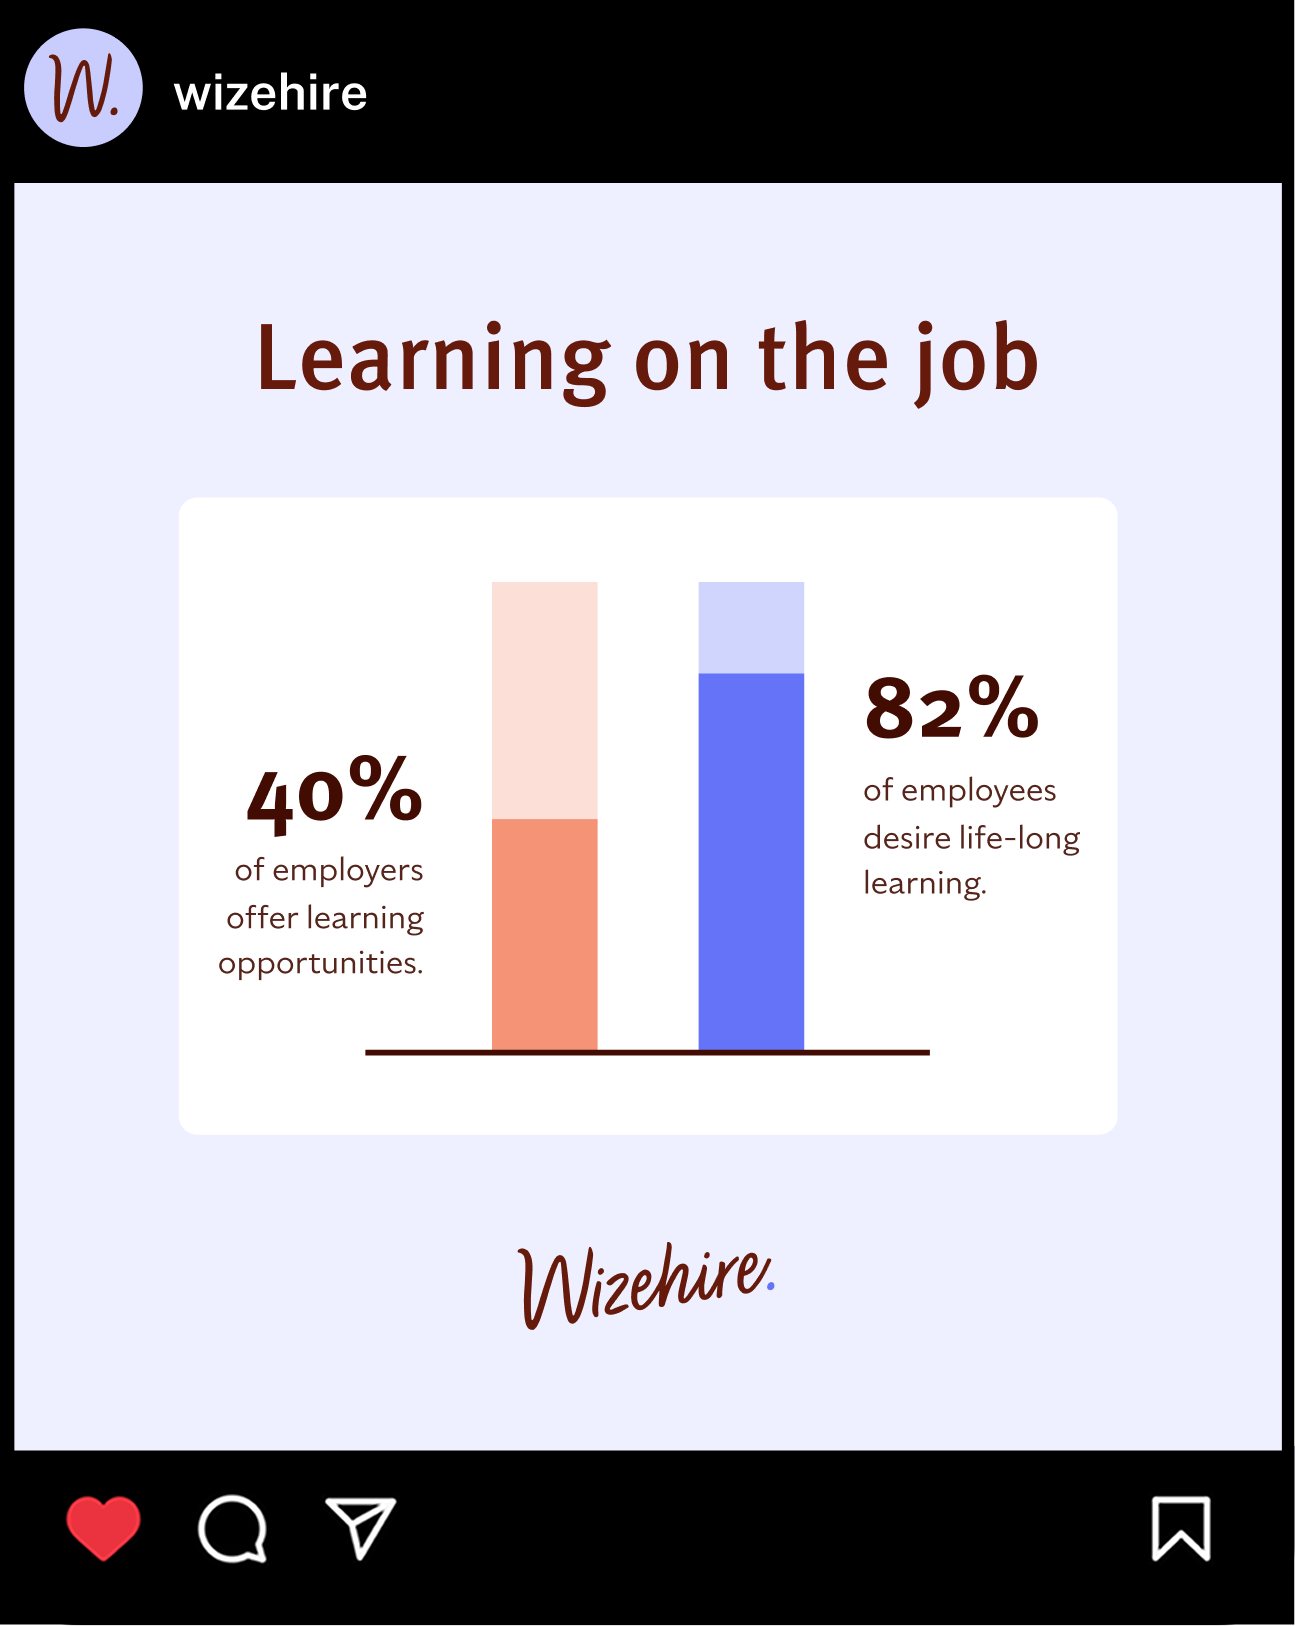 W.
wizehire
Learning on the job
40%
of employers
offer learning
opportunities.
82%
of employees
desire life-long
learning.
Wizehire.